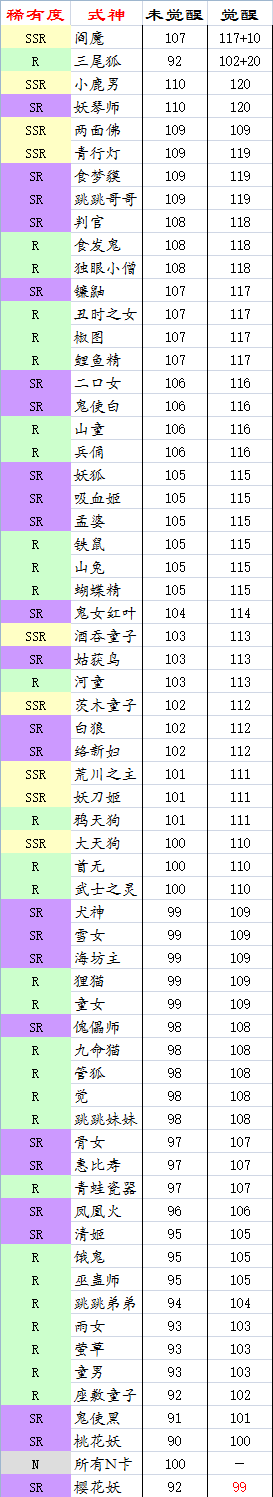 稀有度 式神 未觉醒 觉醒
SSR 阎魔 107 117+10
R 三尾狐 92 102+20
SSR 小鹿男 110 120
SR 妖琴师 110 120
SSR 两面佛 109 109
SSR 青行灯 109 119
SR 食梦貘 109 119
SR 跳跳哥哥 109 119
SR 判官 108 118
R 食发鬼 108 118
R 独眼小僧 108 118
SR 镰鼬 107 117
R 丑时之女 107 117
R 椒图 107 117
R 鲤鱼精 107 117
SR 二口女 106 116
SR 鬼使白 106 116
R 山童 106 116
R 兵俑 106 116
SR 妖狐 105 115
SR 吸血姬 105 115
SR 孟婆 105 115
R 铁鼠 105 115
R 山兔 105 115
R 蝴蝶精 105 115
SR 鬼女红叶 104 114
SSR 酒吞童子 103 113
SR 姑获鸟 103 113
R 河童 103 113
SSR 茨木童子 102 112
SR 白狼 102 112
SR 络新妇 102 112
SSR 荒川之主 101 111
SSR 妖刀姬 101 111
R 鸦天狗 101 111
SSR 大天狗 100 110
R 首无 100 110
R 武士之灵 100 110
SR 犬神 99 109
SR 雪女 99 109
SR 海坊主 99 109
R 狸猫 99 109
R 童女 99 109
SR 傀儡师 98 108
R 九命猫 98 108
R 管狐 98 108
R 觉 98 108
R 跳跳妹妹 98 108
SR 骨女 97 107
SR 惠比寿 97 107
R 青蛙瓷器 97 107
SR 凤凰火 96 106
SR 清姬 95 105
R 饿鬼 95 105
R 巫蛊师 95 105
R 跳跳弟弟 94 104
R 雨女 93 103
R 萤草 93 103
R 童男 93 103
R 座敷童子 92 102
SR 鬼使黑 91 101
SR 桃花妖 90 100
N 所有N卡 100 —
SR 樱花妖 92 99